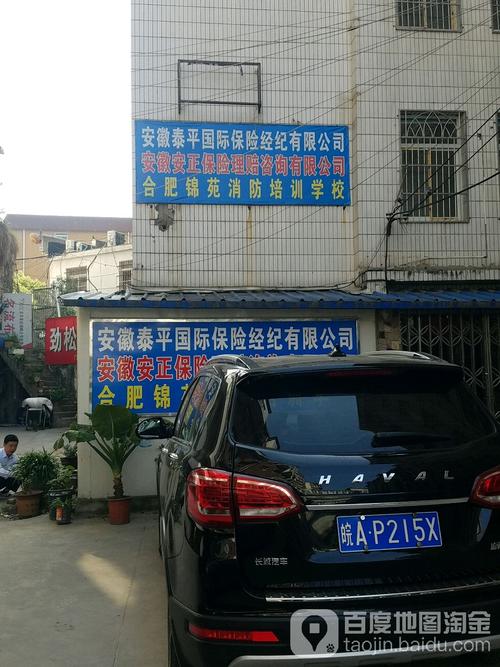 安徽泰平国际保险经纪有限公司
安徽安正保险理赔咨询有限公司
合肥锦苑消防培训学校
安徽泰平国际保险经纪有限公司
安徽安正保险
合肥锦
劲松
HAVAL
皖A·P215X
长城汽车
百度地图淘金
taojin.baidu.com